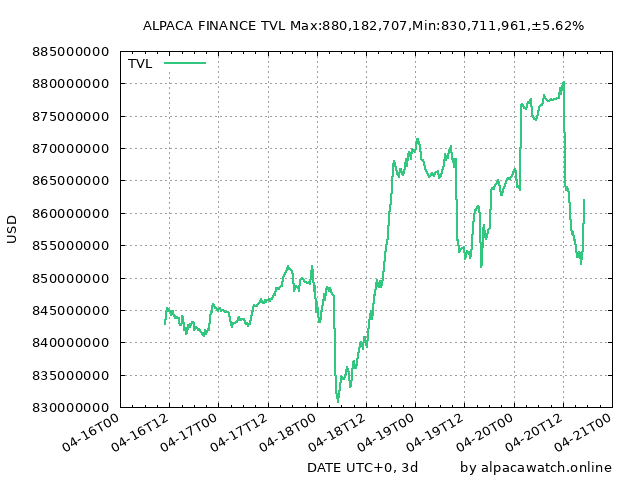 ALPACA FINANCE TVL Max:880,182,707,Min:830,711,961,±5.62%
885000000
TVL
880000000
875000000
870000000
865000000
860000000
855000000
850000000
845000000
840000000
835000000
830000000
USD
04-16T00
04-16T12
04-17T00
04-17T12
04-18T00
04-18T12
04-19T00
04-19T12
04-20T00
04-20T12
04-21T00
DATE UTC+0, 3d
by alpacawatch.online